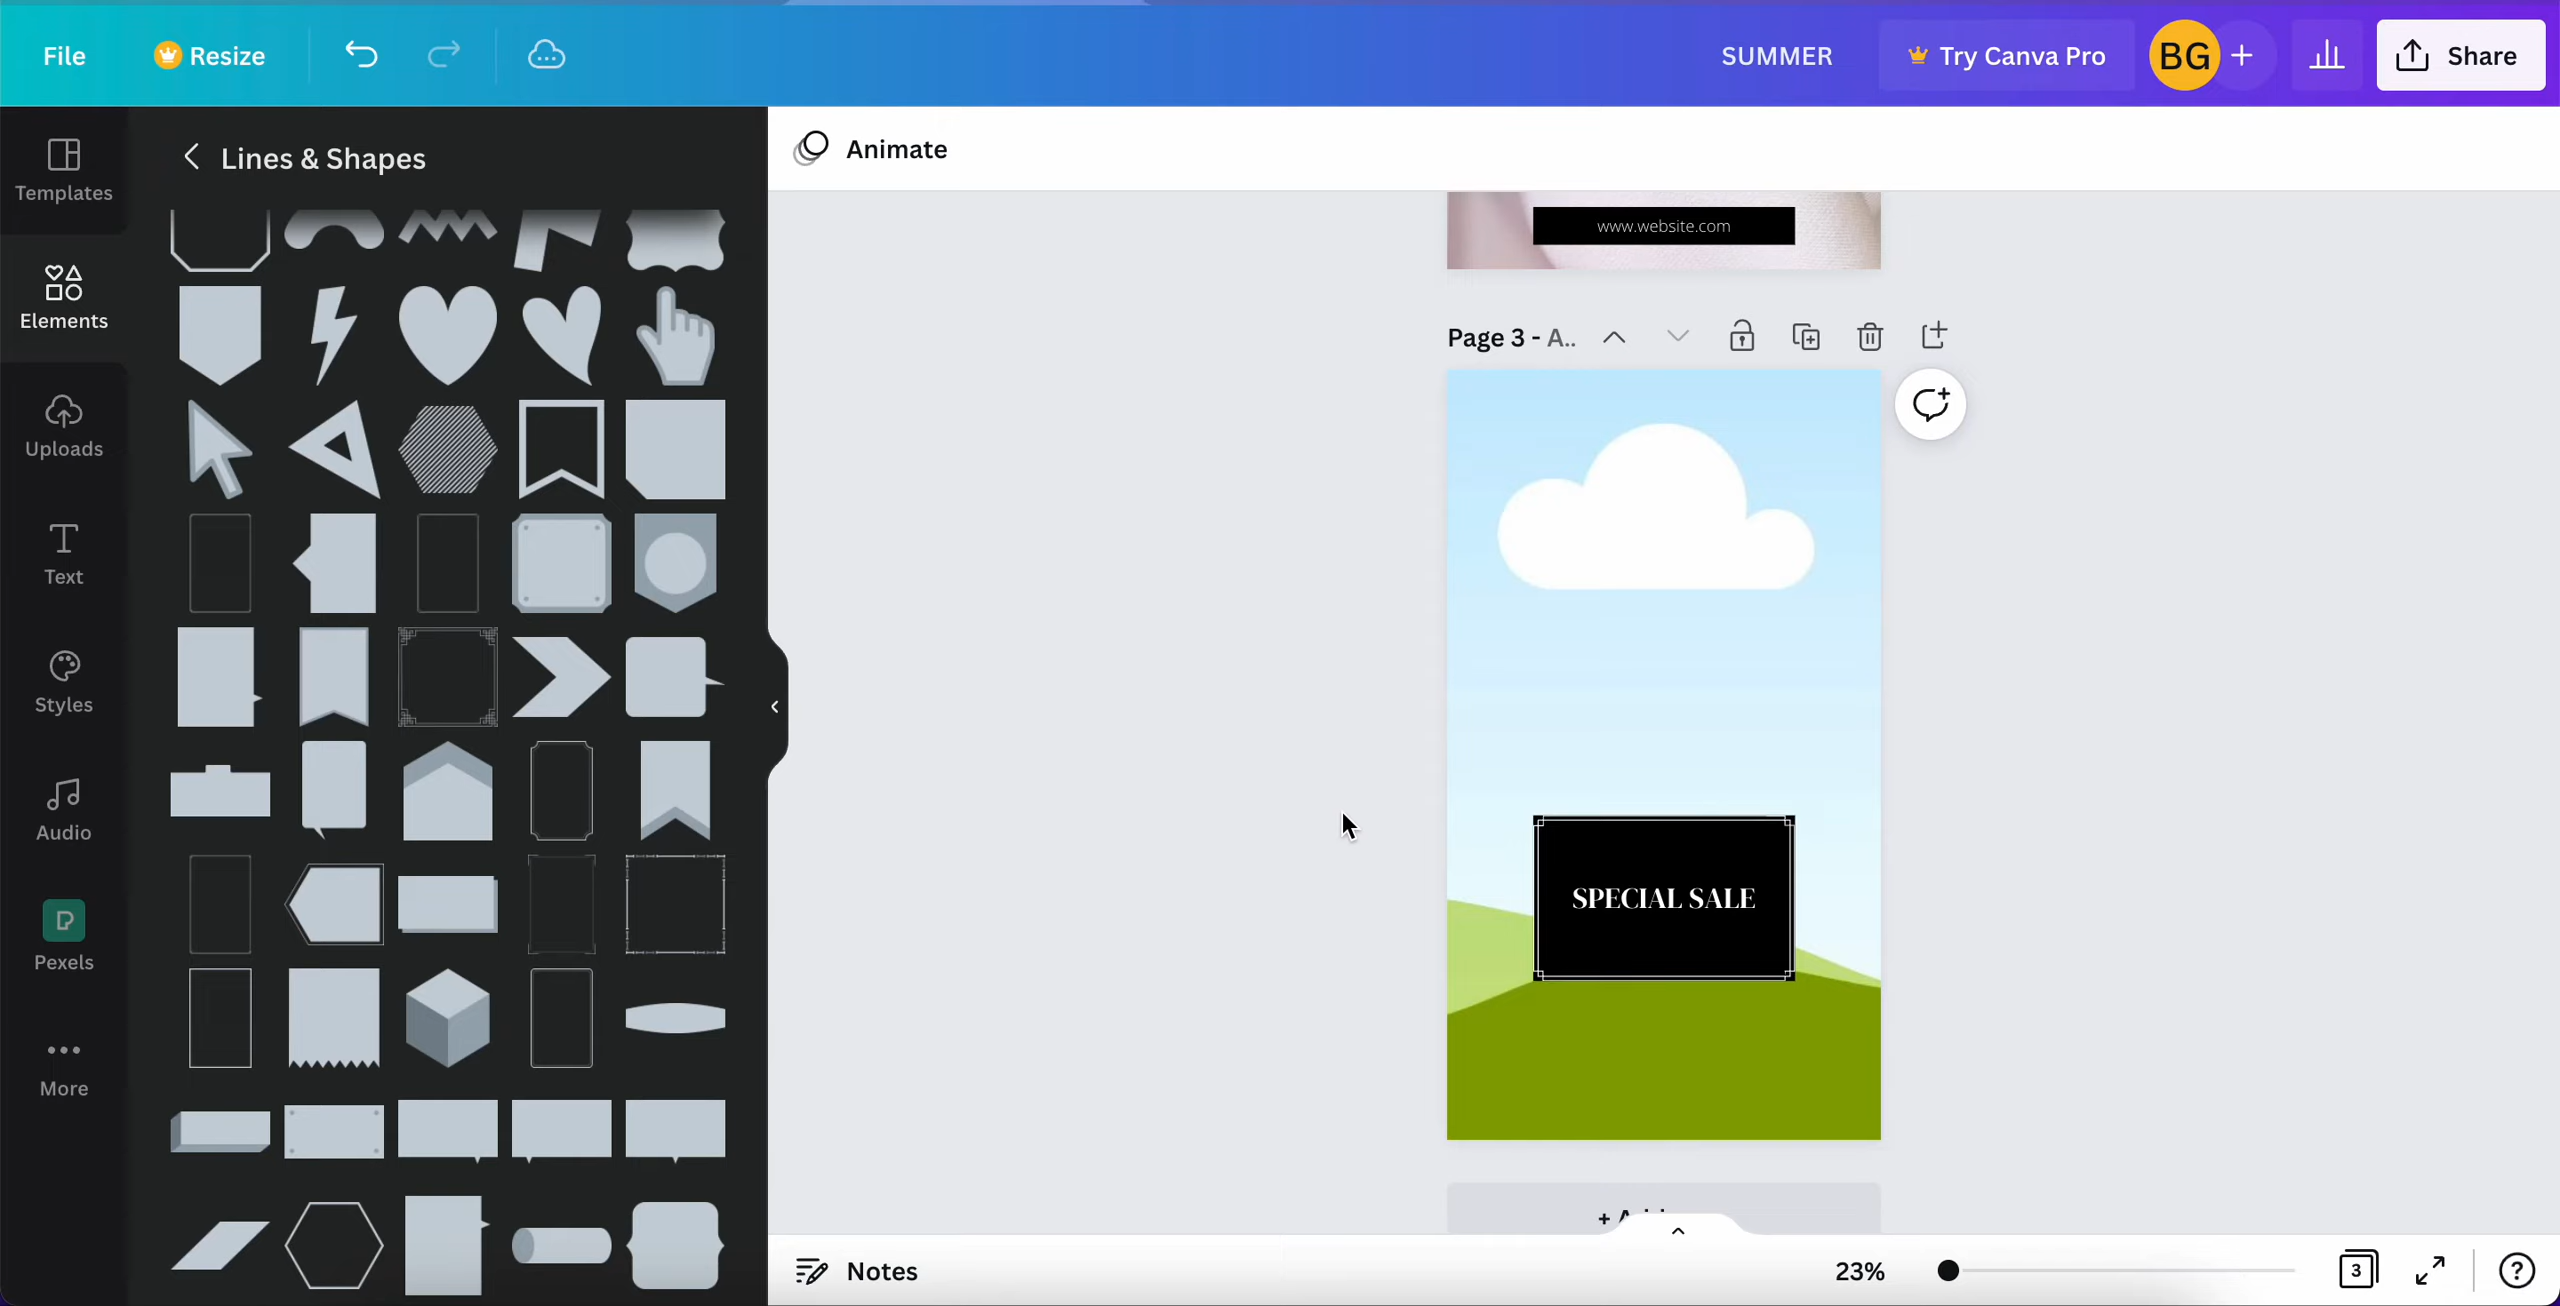 File
Resize
SUMMER
Try Canva Pro
BG
Share
Templates
Elements
Uploads
Text
Styles
Audio
Pexels
More
Lines & Shapes
Animate
www.website.com
Page 3 - A..
SPECIAL SALE
Notes
23%
3